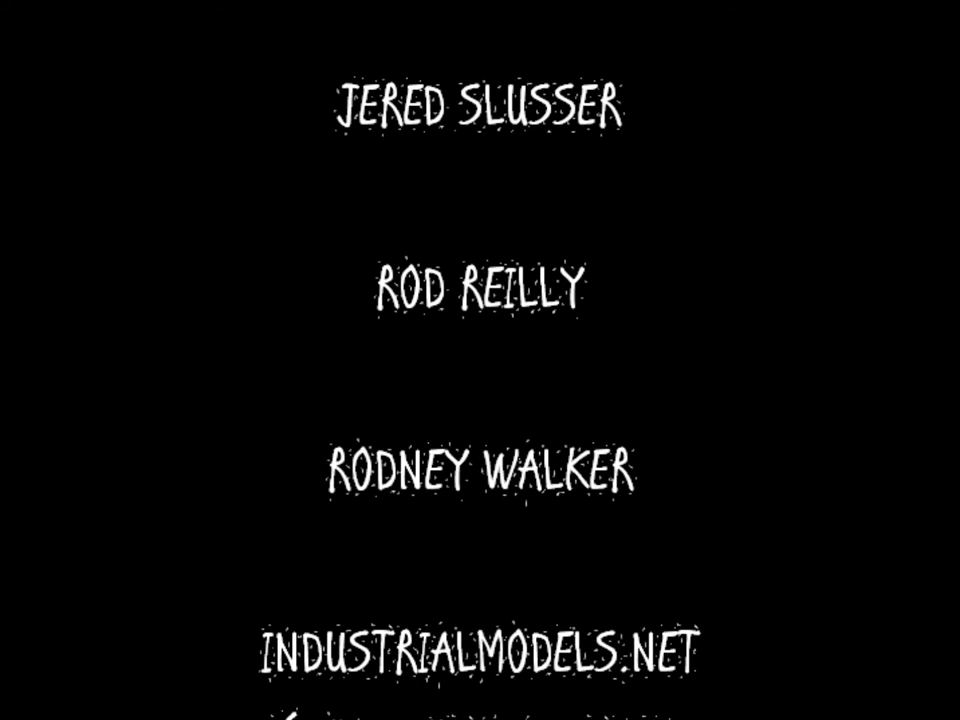 JERED SLUSSER
ROD REILLY
RODNEY WALKER
INDUSTRIALMODELS.NET